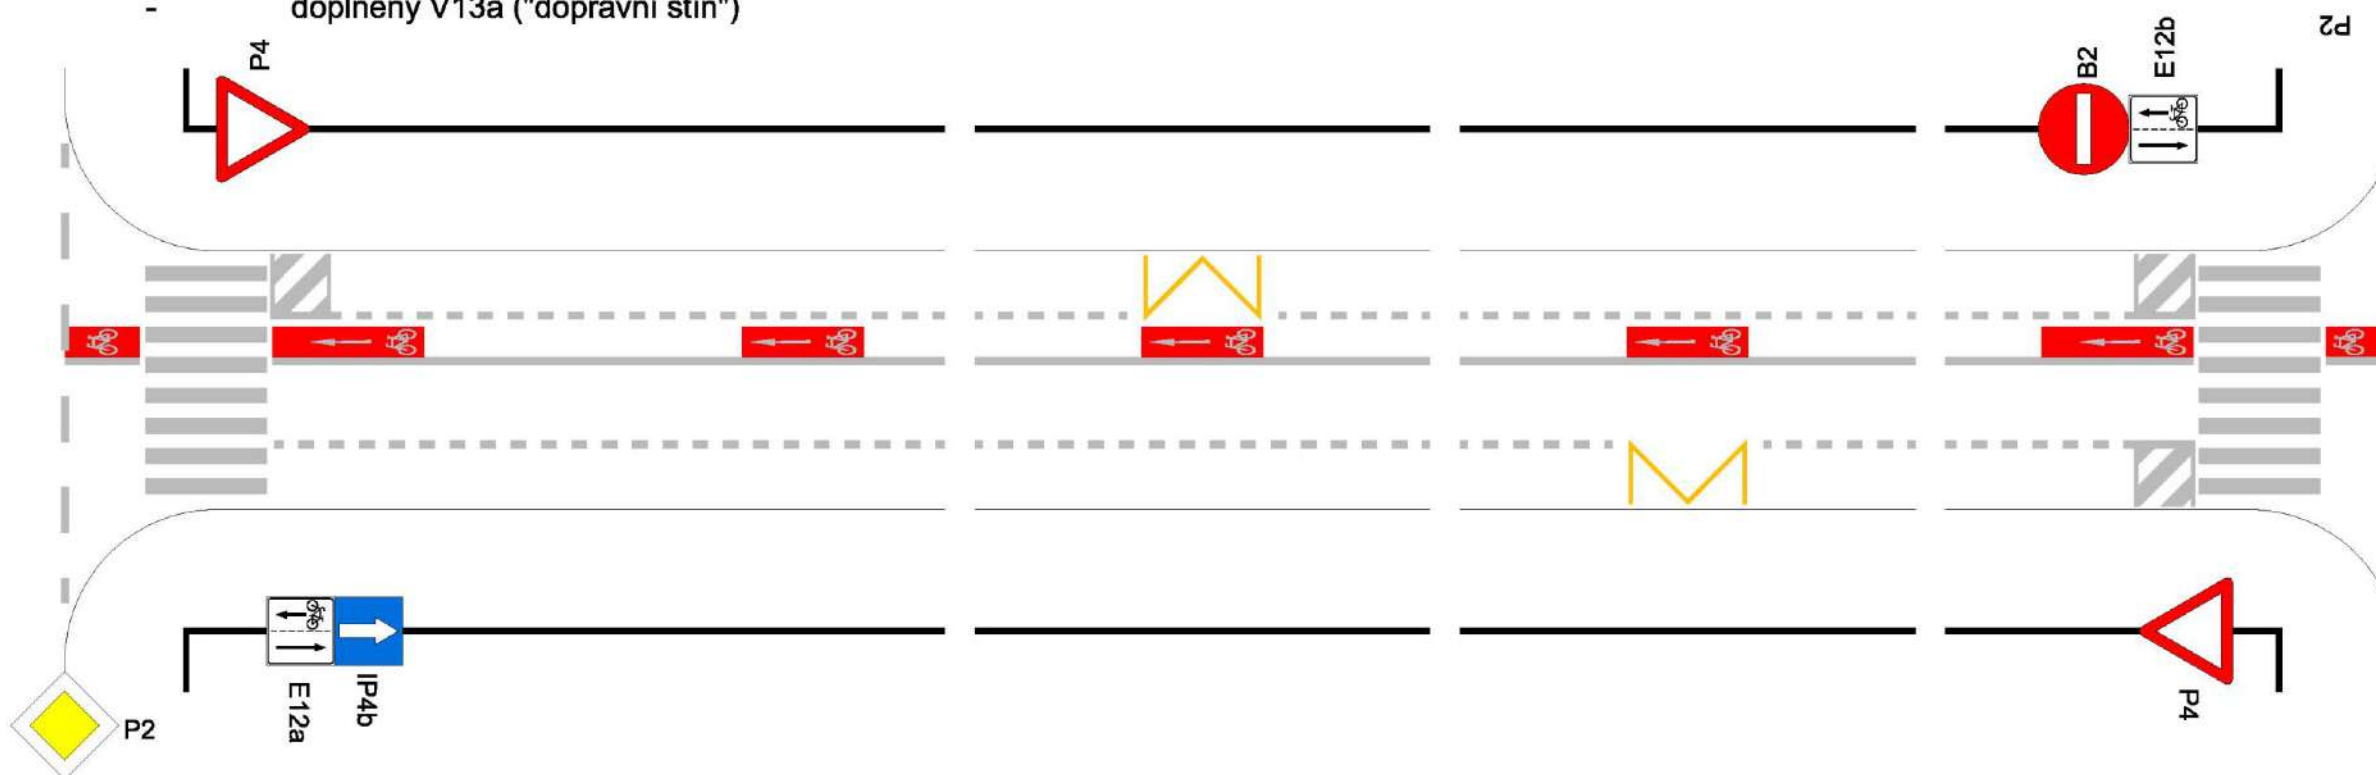 - doplněny V13a ("dopravní stín")
P4
B2
E12b
P2
E12a
IP4b
P2
P4